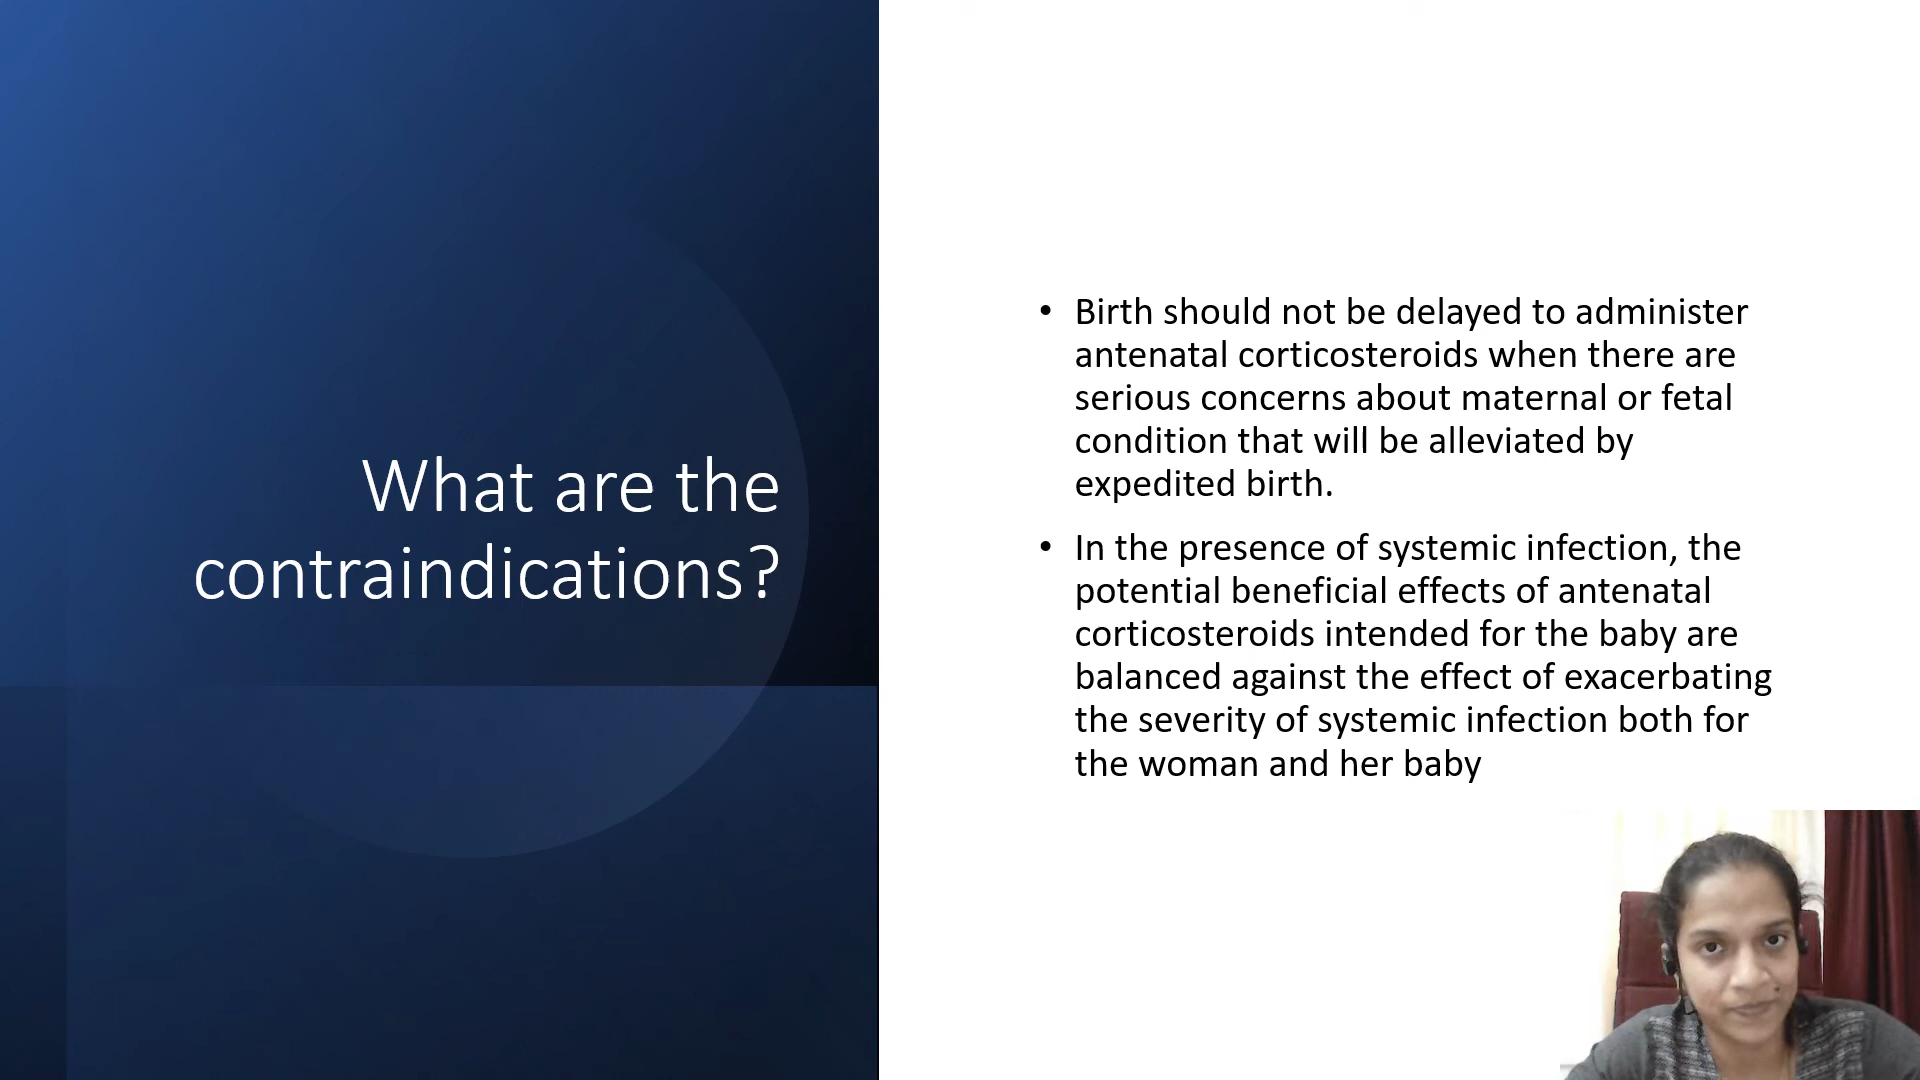 What are the
contraindications?
• Birth should not be delayed to administer
antenatal corticosteroids when there are
serious concerns about maternal or fetal
condition that will be alleviated by
expedited birth.
• In the presence of systemic infection, the
potential beneficial effects of antenatal
corticosteroids intended for the baby are
balanced against the effect of exacerbating
the severity of systemic infection both for
the woman and her baby